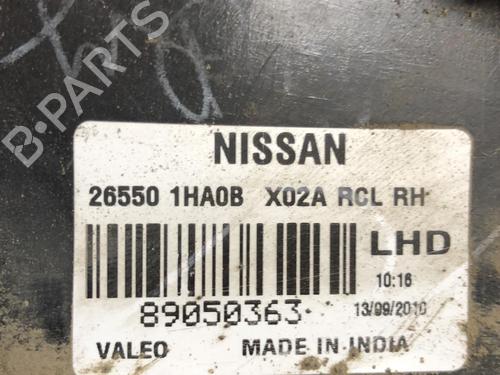 B-PARTS
NISSAN
26550 1HA0B X02A RCL RH
LHD
10:16
89050363
13/09/2010
VALEO MADE IN INDIA